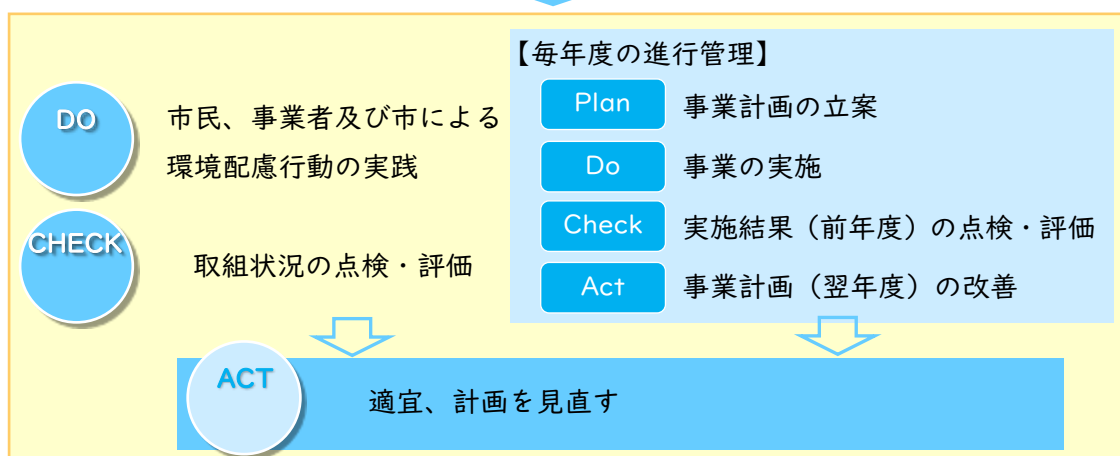 DO
市民、事業者及び市による
環境配慮行動の実践
CHECK
取組状況の点検・評価
【毎年度の進行管理】
Plan 事業計画の立案
Do 事業の実施
Check 実施結果（前年度）の点検・評価
Act 事業計画（翌年度）の改善
ACT
適宜、計画を見直す